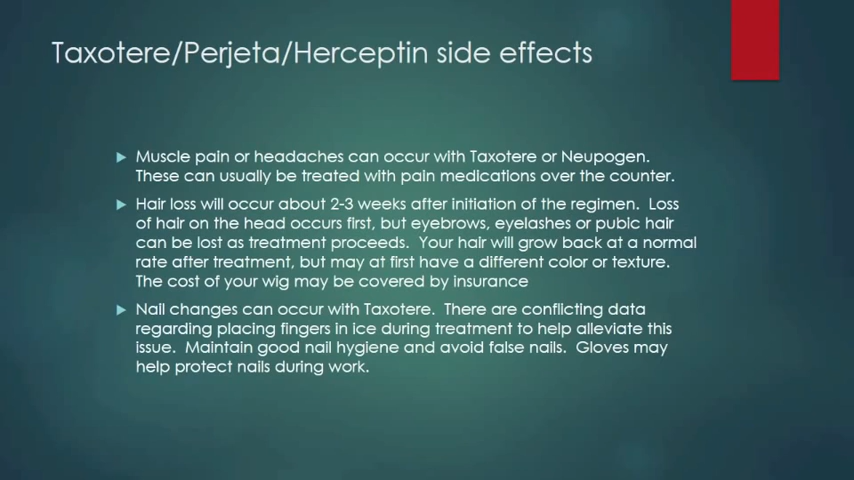 Taxotere/Perjeta/Herceptin side effects
Muscle pain or headaches can occur with Taxotere or Neupogen.
These can usually be treated with pain medications over the counter.
Hair loss will occur about 2-3 weeks after initiation of the regimen.  Loss
of hair on the head occurs first, but eyebrows, eyelashes or pubic hair
can be lost as treatment proceeds.  Your hair will grow back at a normal
rate after treatment, but may at first have a different color or texture.
The cost of your wig may be covered by insurance
Nail changes can occur with Taxotere.  There are conflicting data
regarding placing fingers in ice during treatment to help alleviate this
issue.  Maintain good nail hygiene and avoid false nails.  Gloves may
help protect nails during work.